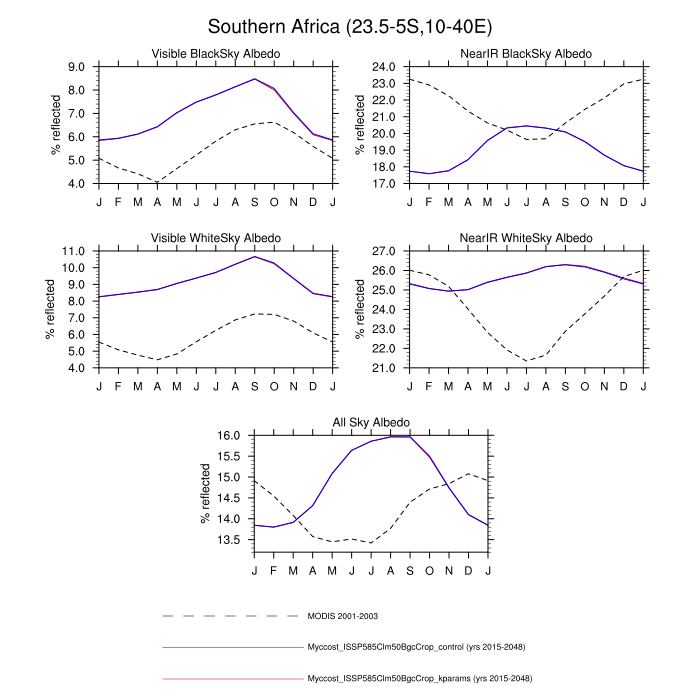 Southern Africa (23.5-5S,10-40E)
Visible BlackSky Albedo
% reflected
9.0
8.0
7.0
6.0
5.0
4.0
J F M A M J J A S O N D J
NearIR BlackSky Albedo
% reflected
24.0
23.0
22.0
21.0
20.0
19.0
18.0
17.0
J F M A M J J A S O N D J
Visible WhiteSky Albedo
% reflected
11.0
10.0
9.0
8.0
7.0
6.0
5.0
4.0
J F M A M J J A S O N D J
NearIR WhiteSky Albedo
% reflected
27.0
26.0
25.0
24.0
23.0
22.0
21.0
J F M A M J J A S O N D J
All Sky Albedo
% reflected
16.0
15.5
15.0
14.5
14.0
13.5
J F M A M J J A S O N D J
MODIS 2001-2003
Myccost_ISSP585Clm50BgcCrop_control (yrs 2015-2048)
Myccost_ISSP585Clm50BgcCrop_kparams (yrs 2015-2048)